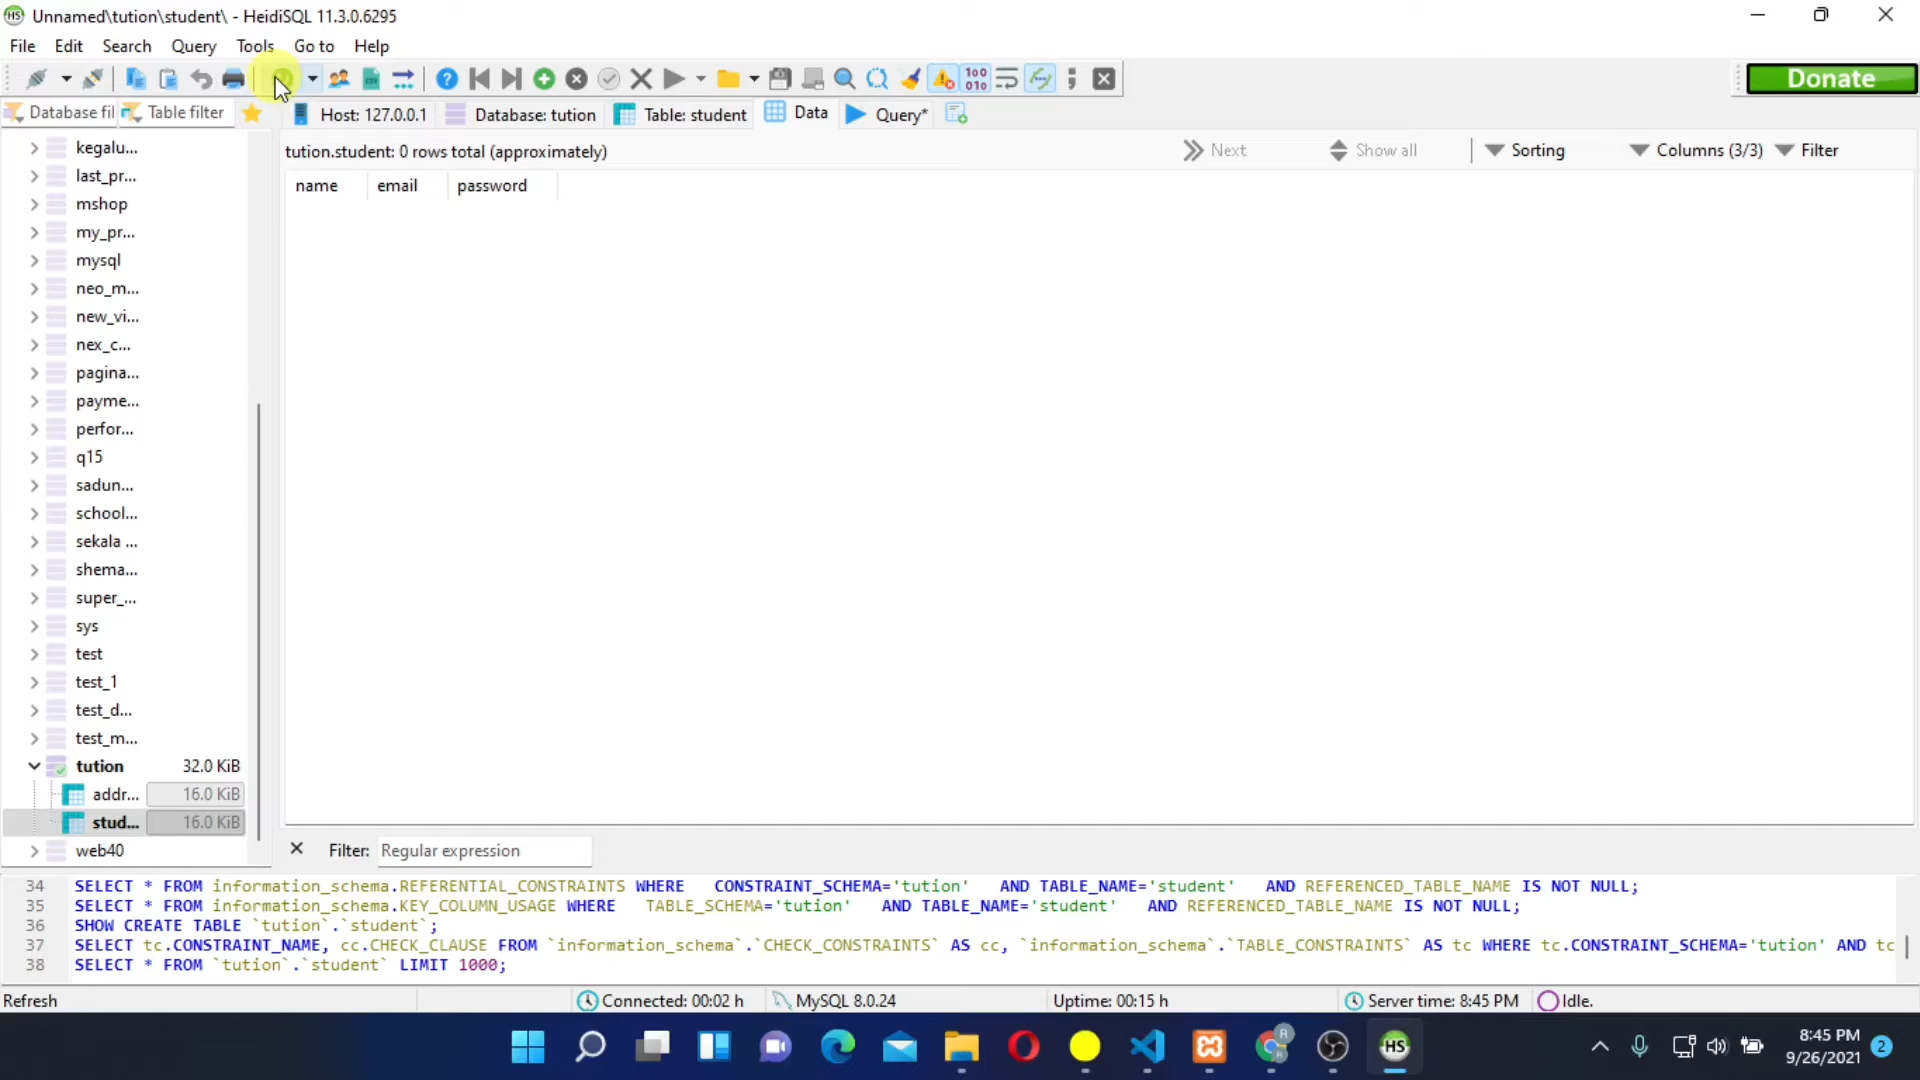 Unnamed\tution\student\ - HeidiSQL 11.3.0.6295
File Edit Search Query Tools Go to Help
Donate
Database fil Table filter Host: 127.0.0.1 Database: tution Table: student Data Query*
tution.student: 0 rows total (approximately) Next Show all Sorting Columns (3/3) Filter
name email password
kegalu...
last_pr...
mshop
my_pr...
mysql
neo_m...
new_vi...
nex_c...
pagina...
payme...
perfor...
q15
sadun...
school...
sekala ...
shema...
super_...
sys
test
test_1
test_d...
test_m...
tution 32.0 KiB
addr... 16.0 KiB
stud... 16.0 KiB
web40
Filter: Regular expression
34 SELECT * FROM information_schema.REFERENTIAL_CONSTRAINTS WHERE CONSTRAINT_SCHEMA='tution' AND TABLE_NAME='student' AND REFERENCED_TABLE_NAME IS NOT NULL;
35 SELECT * FROM information_schema.KEY_COLUMN_USAGE WHERE TABLE_SCHEMA='tution' AND TABLE_NAME='student' AND REFERENCED_TABLE_NAME IS NOT NULL;
36 SHOW CREATE TABLE `tution`.`student`;
37 SELECT tc.CONSTRAINT_NAME, cc.CHECK_CLAUSE FROM `information_schema`.`CHECK_CONSTRAINTS` AS cc, `information_schema`.`TABLE_CONSTRAINTS` AS tc WHERE tc.CONSTRAINT_SCHEMA='tution' AND tc
38 SELECT * FROM `tution`.`student` LIMIT 1000;
Refresh Connected: 00:02 h MySQL 8.0.24 Uptime: 00:15 h Server time: 8:45 PM Idle.
HS
8:45 PM
9/26/2021 2